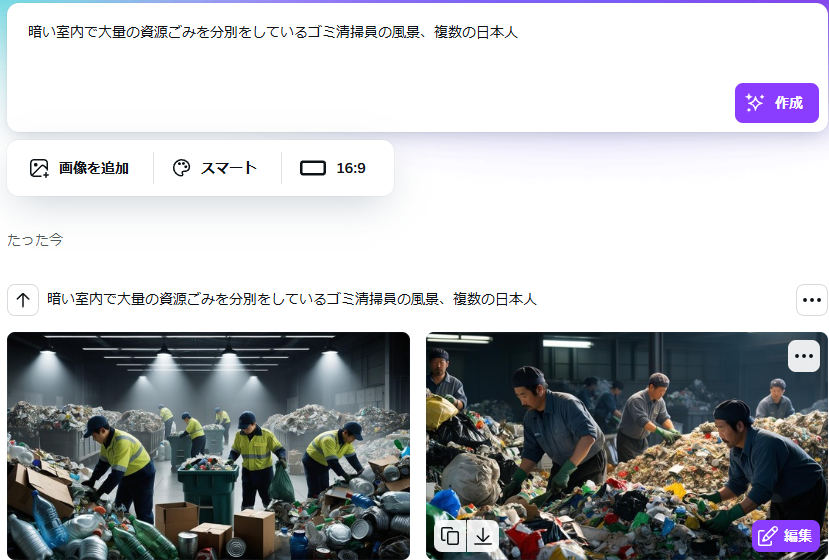 暗い室内で大量の資源ごみを分別をしているゴミ清掃員の風景、複数の日本人
作成
画像を追加 スマート 16:9
たった今
暗い室内で大量の資源ごみを分別をしているゴミ清掃員の風景、複数の日本人
編集